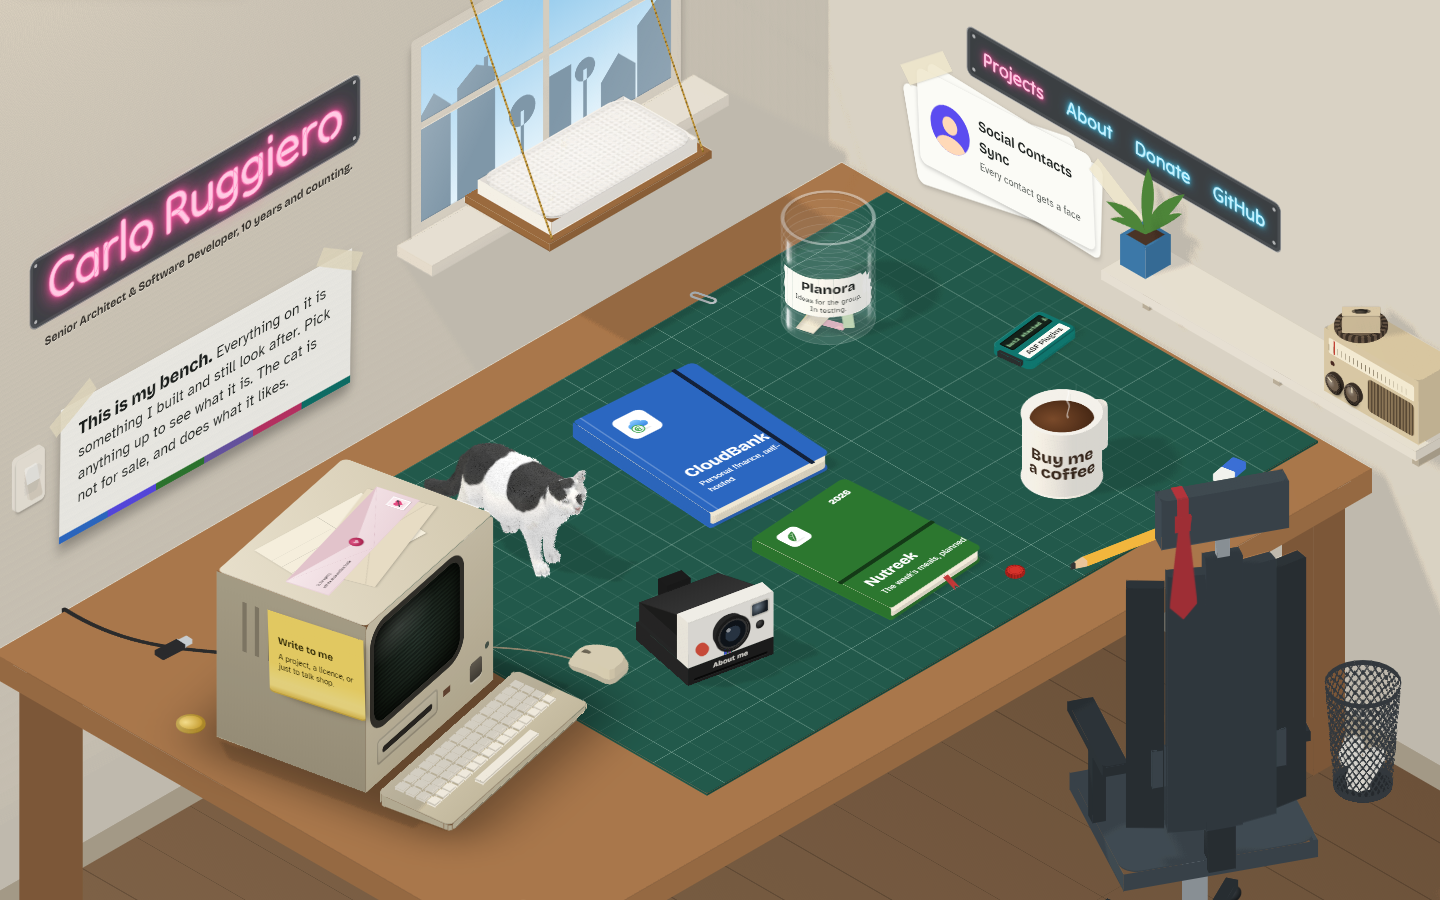 Carlo Ruggiero
Senior Architect & Software Developer, 10 years and counting.
This is my bench. Everything on it is
something I built and still look after. Pick
anything up to see what it is. The cat is
not for sale, and does what it likes.
Projects
About
Donate
GitHub
Social Contacts
Sync
Every contact gets a face
Planora
Ideas for the group.
In testing.
ASF Plugins
CloudBank
Personal finance, self-
hosted
Buy me
a coffee
2026
Nutreek
The week's meals, planned
Write to me
A project, a licence, or
just to talk shop.
About me